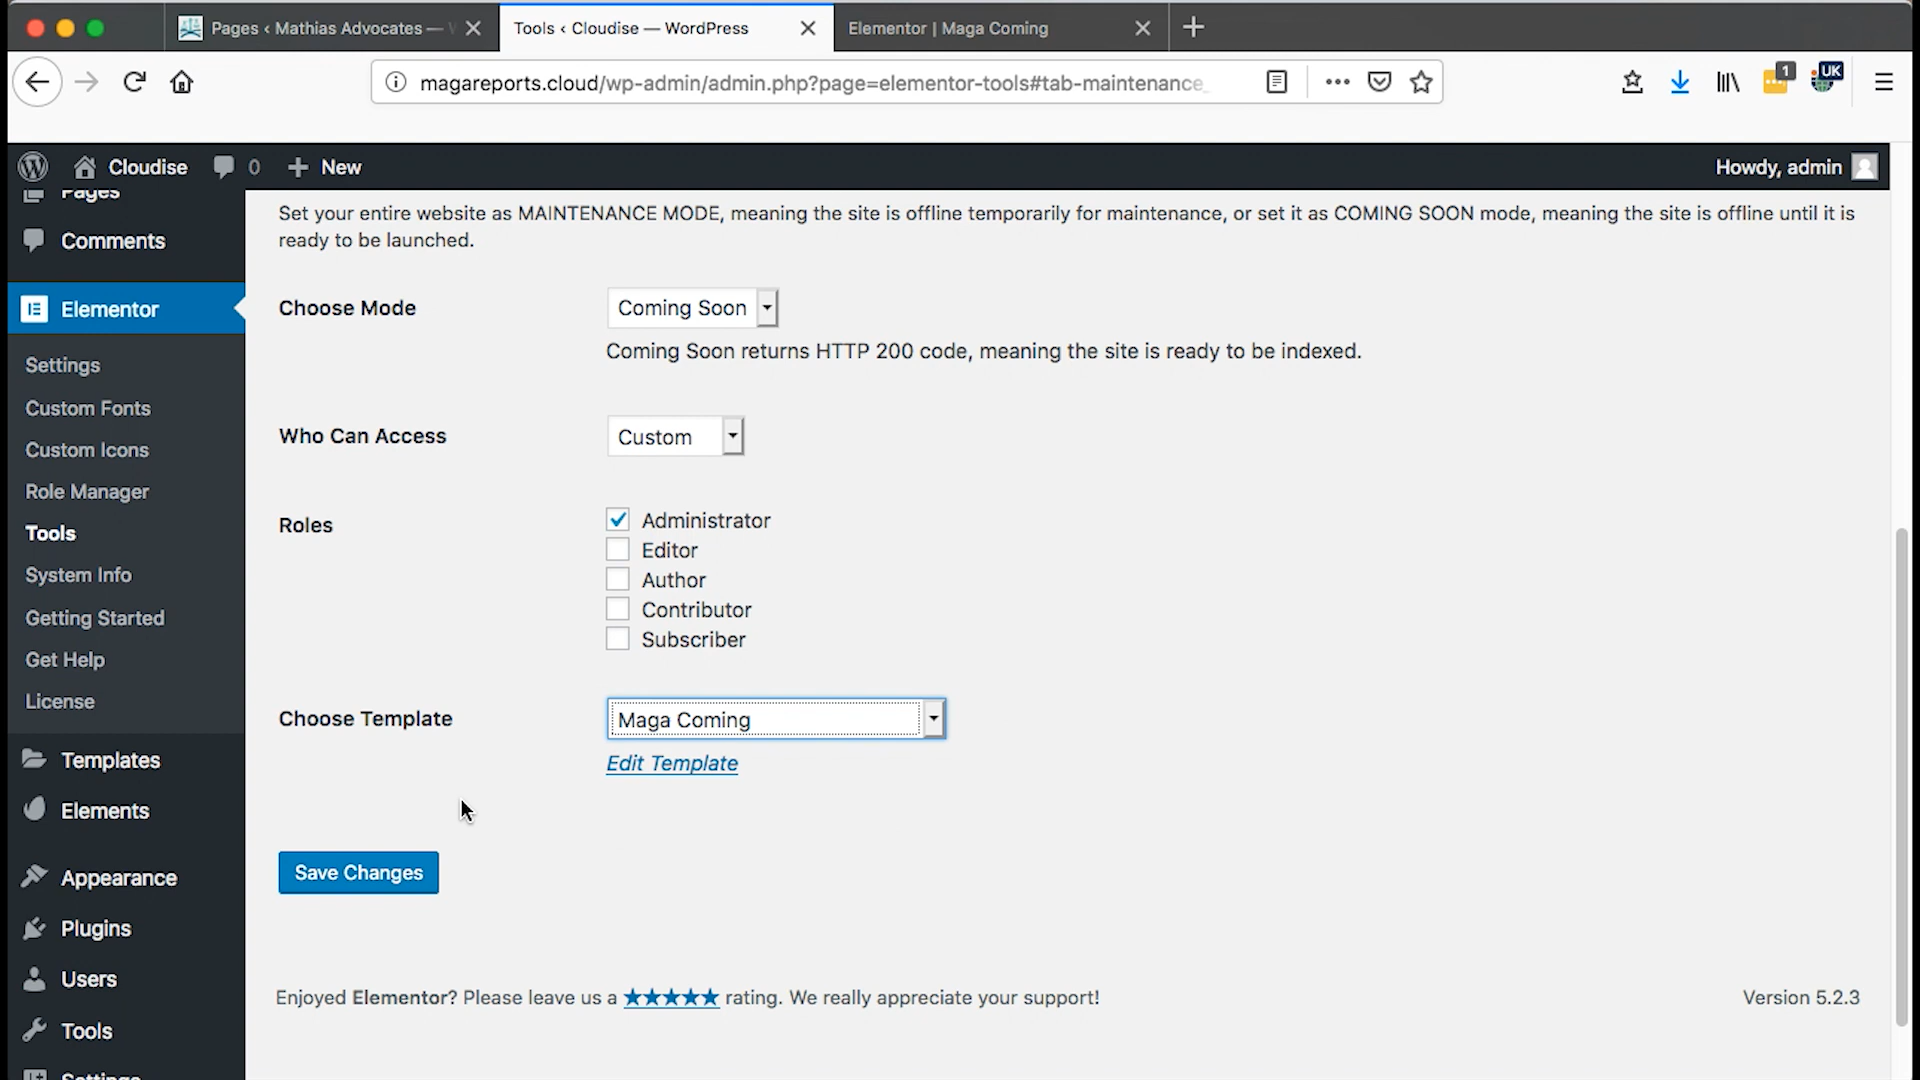 Pages ‹ Mathias Advocates —
Tools ‹ Cloudise — WordPress
Elementor | Maga Coming
magareports.cloud/wp-admin/admin.php?page=elementor-tools#tab-maintenance_
1
UK
Cloudise
0
New
Howdy, admin
Pages
Comments
Elementor
Settings
Custom Fonts
Custom Icons
Role Manager
Tools
System Info
Getting Started
Get Help
License
Templates
Elements
Appearance
Plugins
Users
Tools
Settings
Set your entire website as MAINTENANCE MODE, meaning the site is offline temporarily for maintenance, or set it as COMING SOON mode, meaning the site is offline until it is
ready to be launched.
Choose Mode
Coming Soon
Coming Soon returns HTTP 200 code, meaning the site is ready to be indexed.
Who Can Access
Custom
Roles
Administrator
Editor
Author
Contributor
Subscriber
Choose Template
Maga Coming
Edit Template
Save Changes
Enjoyed Elementor? Please leave us a ★★★★★ rating. We really appreciate your support!
Version 5.2.3